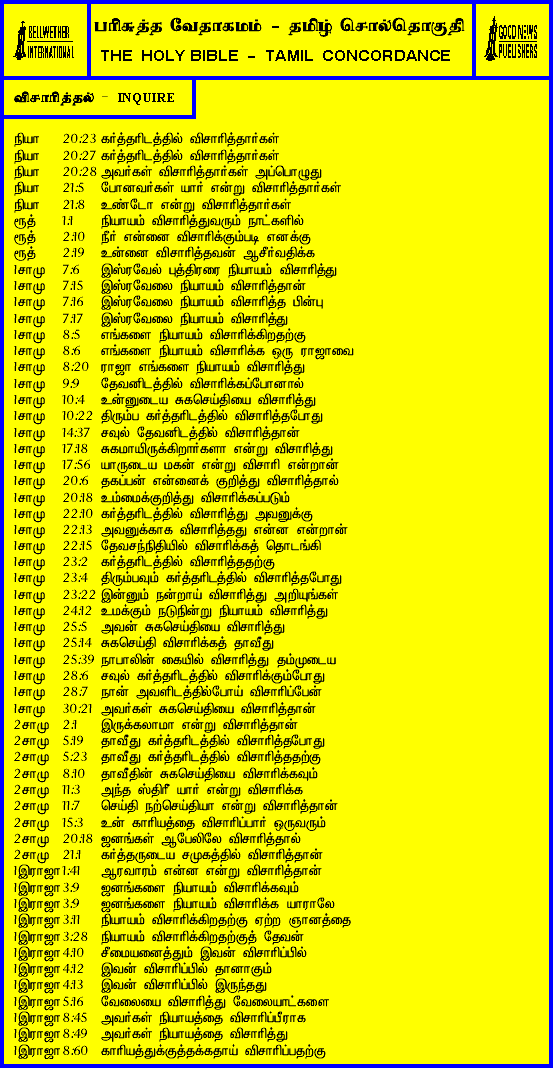 BELLWETHER INTERNATIONAL
பரிசுத்த வேதாகமம் - தமிழ் சொல்தொகுதி
THE HOLY BIBLE - TAMIL CONCORDANCE
GOOD NEWS PUBLISHERS
விசாரித்தல் - INQUIRE
நியா 20:23 கர்த்தரிடத்தில் விசாரித்தார்கள்
நியா 20:27 கர்த்தரிடத்தில் விசாரித்தார்கள்
நியா 20:28 அவர்கள் விசாரித்தார்கள் அப்பொழுது
நியா 21:5 போனவர்கள் யார் என்று விசாரித்தார்கள்
நியா 21:8 உண்டோ என்று விசாரித்தார்கள்
ரூத் 1:1 நியாயம் விசாரித்துவரும் நாட்களில்
ரூத் 2:10 நீர் என்னை விசாரிக்கும்படி எனக்கு
ரூத் 2:19 உன்னை விசாரித்தவன் ஆசீர்வதிக்க
1சாமு 7:6 இஸ்ரவேல் புத்திரரை நியாயம் விசாரித்து
1சாமு 7:15 இஸ்ரவேலை நியாயம் விசாரித்தான்
1சாமு 7:16 இஸ்ரவேலை நியாயம் விசாரித்த பின்பு
1சாமு 7:17 இஸ்ரவேலை நியாயம் விசாரித்து
1சாமு 8:5 எங்களை நியாயம் விசாரிக்கிறதற்கு
1சாமு 8:6 எங்களை நியாயம் விசாரிக்க ஒரு ராஜாவை
1சாமு 8:20 ராஜா எங்களை நியாயம் விசாரித்து
1சாமு 9:9 தேவனிடத்தில் விசாரிக்கப்போனால்
1சாமு 10:4 உன்னுடைய சுகசெய்தியை விசாரித்து
1சாமு 10:22 திரும்ப கர்த்தரிடத்தில் விசாரித்தபோது
1சாமு 14:37 சவுல் தேவனிடத்தில் விசாரித்தான்
1சாமு 17:18 சுகமாயிருக்கிறார்களா என்று விசாரித்து
1சாமு 17:56 யாருடைய மகன் என்று விசாரி என்றான்
1சாமு 20:6 தகப்பன் என்னைக் குறித்து விசாரித்தால்
1சாமு 20:18 உம்மைக்குறித்து விசாரிக்கப்படும்
1சாமு 22:10 கர்த்தரிடத்தில் விசாரித்து அவனுக்கு
1சாமு 22:13 அவனுக்காக விசாரித்தது என்ன என்றான்
1சாமு 22:15 தேவசந்நிதியில் விசாரிக்கத் தொடங்கி
1சாமு 23:2 கர்த்தரிடத்தில் விசாரித்ததற்கு
1சாமு 23:4 திரும்பவும் கர்த்தரிடத்தில் விசாரித்தபோது
1சாமு 23:22 இன்னும் நன்றாய் விசாரித்து அறியுங்கள்
1சாமு 24:12 உமக்கும் நடுநின்று நியாயம் விசாரித்து
1சாமு 25:5 அவன் சுகசெய்தியை விசாரித்து
1சாமு 25:14 சுகசெய்தி விசாரிக்கத் தாவீது
1சாமு 25:39 நாபாலின் கையில் விசாரித்து தம்முடைய
1சாமு 28:6 சவுல் கர்த்தரிடத்தில் விசாரிக்கும்போது
1சாமு 28:7 நான் அவளிடத்தில்போய் விசாரிப்பேன்
1சாமு 30:21 அவர்கள் சுகசெய்தியை விசாரித்தான்
2சாமு 2:1 இருக்கலாமா என்று விசாரித்தான்
2சாமு 5:19 தாவீது கர்த்தரிடத்தில் விசாரித்தபோது
2சாமு 5:23 தாவீது கர்த்தரிடத்தில் விசாரித்ததற்கு
2சாமு 8:10 தாவீதின் சுகசெய்தியை விசாரிக்கவும்
2சாமு 11:3 அந்த ஸ்திரீ யார் என்று விசாரிக்க
2சாமு 11:7 செய்தி நற்செய்தியா என்று விசாரித்தான்
2சாமு 15:3 உன் காரியத்தை விசாரிப்பார் ஒருவரும்
2சாமு 20:18 ஜனங்கள் ஆபேலிலே விசாரித்தால்
2சாமு 21:1 கர்த்தருடைய சமுகத்தில் விசாரித்தான்
1இராஜா 1:41 ஆரவாரம் என்ன என்று விசாரித்தான்
1இராஜா 3:9 ஜனங்களை நியாயம் விசாரிக்கவும்
1இராஜா 3:9 ஜனங்களை நியாயம் விசாரிக்க யாராலே
1இராஜா 3:11 நியாயம் விசாரிக்கிறதற்கு ஏற்ற ஞானத்தை
1இராஜா 3:28 நியாயம் விசாரிக்கிறதற்குத் தேவன்
1இராஜா 4:10 சீமையனைத்தும் இவன் விசாரிப்பில்
1இராஜா 4:12 இவன் விசாரிப்பில் தானாகும்
1இராஜா 4:13 இவன் விசாரிப்பில் இருந்தது
1இராஜா 5:16 வேலையை விசாரித்து வேலையாட்களை
1இராஜா 8:45 அவர்கள் நியாயத்தை விசாரிப்பீராக
1இராஜா 8:49 அவர்கள் நியாயத்தை விசாரித்து
1இராஜா 8:60 காரியத்துக்குத்தக்கதாய் விசாரிப்பதற்கு